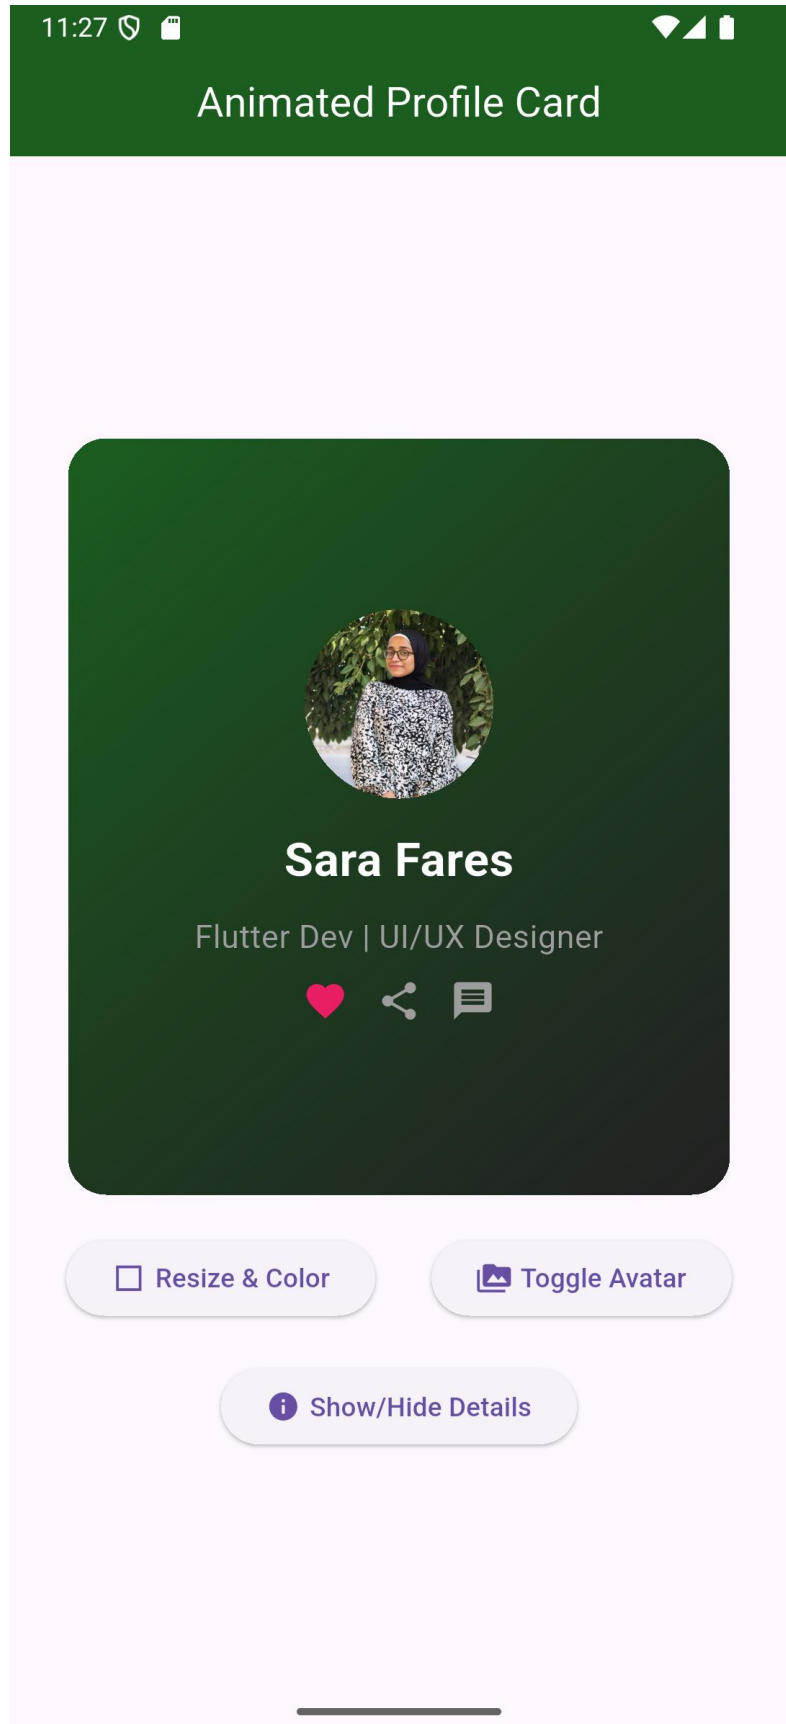 11:27
Animated Profile Card
Sara Fares
Flutter Dev | UI/UX Designer
Resize & Color
Toggle Avatar
Show/Hide Details